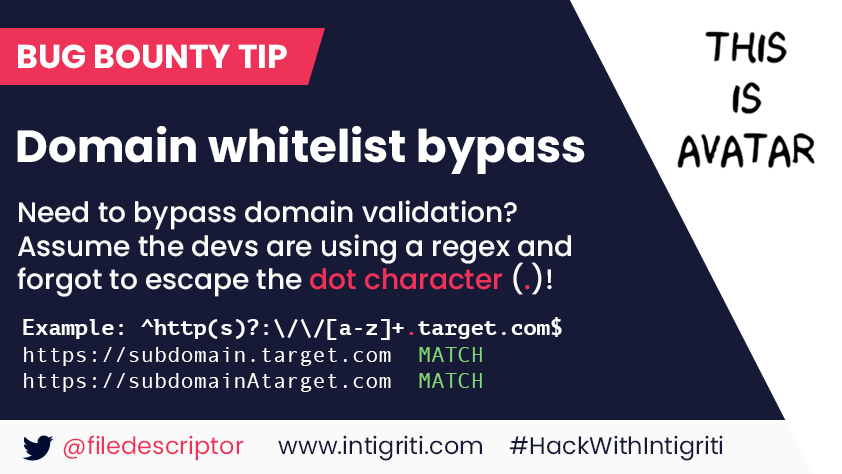 BUG BOUNTY TIP
THIS
IS
AVATAR
Domain whitelist bypass
Need to bypass domain validation?
Assume the devs are using a regex and
forgot to escape the dot character (.)!
Example: ^http(s)?:\/\/[a-z]+.target.com$
https://subdomain.target.com MATCH
https://subdomainAtarget.com MATCH
@filedescriptor www.intigriti.com #HackWithIntigriti